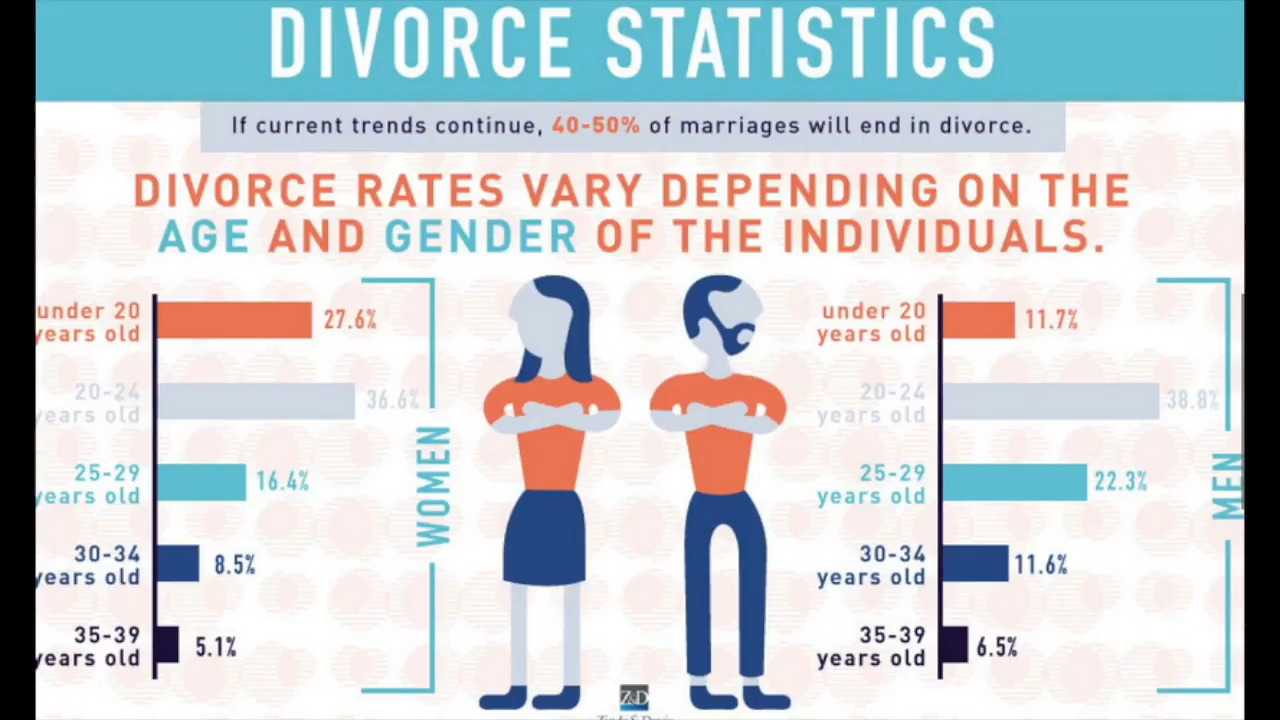 DIVORCE STATISTICS
If current trends continue, 40-50% of marriages will end in divorce.
DIVORCE RATES VARY DEPENDING ON THE
AGE AND GENDER OF THE INDIVIDUALS.
under 20
years old
27.6%
20-24
years old
36.6%
25-29
years old
16.4%
30-34
years old
8.5%
35-39
years old
5.1%
WOMEN
under 20
years old
11.7%
20-24
years old
38.8%
25-29
years old
22.3%
30-34
years old
11.6%
35-39
years old
6.5%
MEN
Z&D